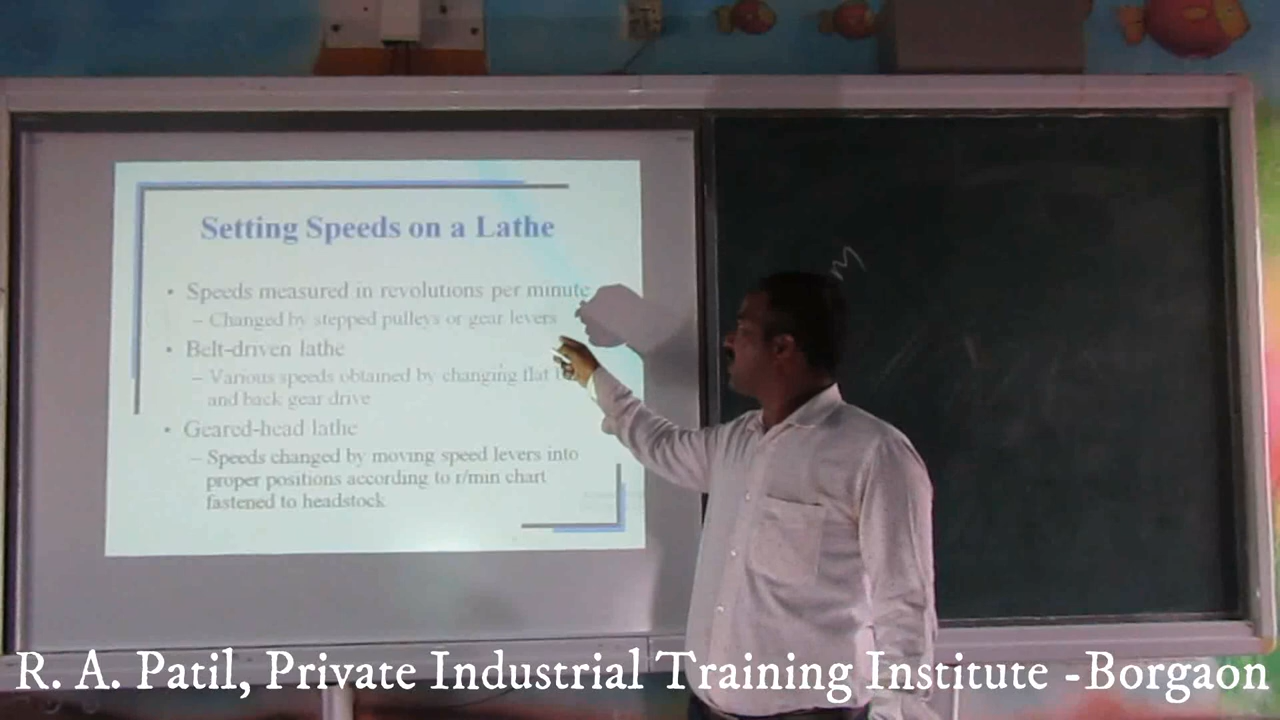 Setting Speeds on a Lathe
• Speeds measured in revolutions per minute
– Changed by stepped pulleys or gear levers
• Belt-driven lathe
– Various speeds obtained by changing flat
and back gear drive
• Geared-head lathe
– Speeds changed by moving speed levers into
proper positions according to r/min chart
fastened to headstock
R. A. Patil, Private Industrial Training Institute -Borgaon